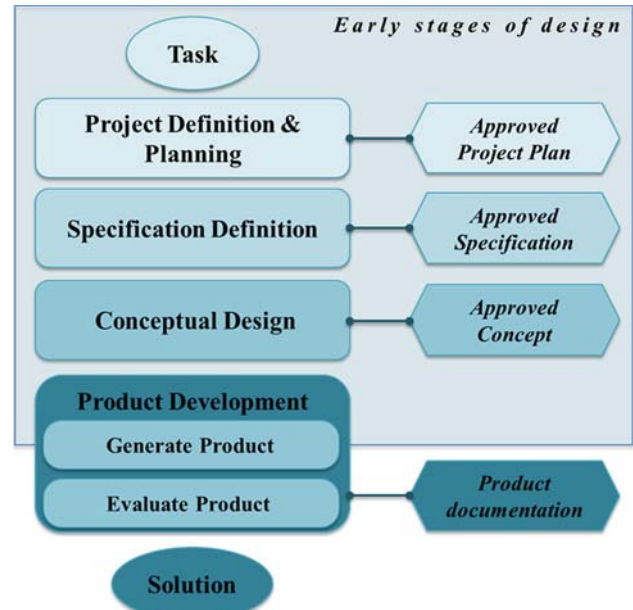 Early stages of design
Task
Project Definition &
Planning
Approved
Project Plan
Specification Definition
Approved
Specification
Conceptual Design
Approved
Concept
Product Development
Generate Product
Evaluate Product
Product
documentation
Solution